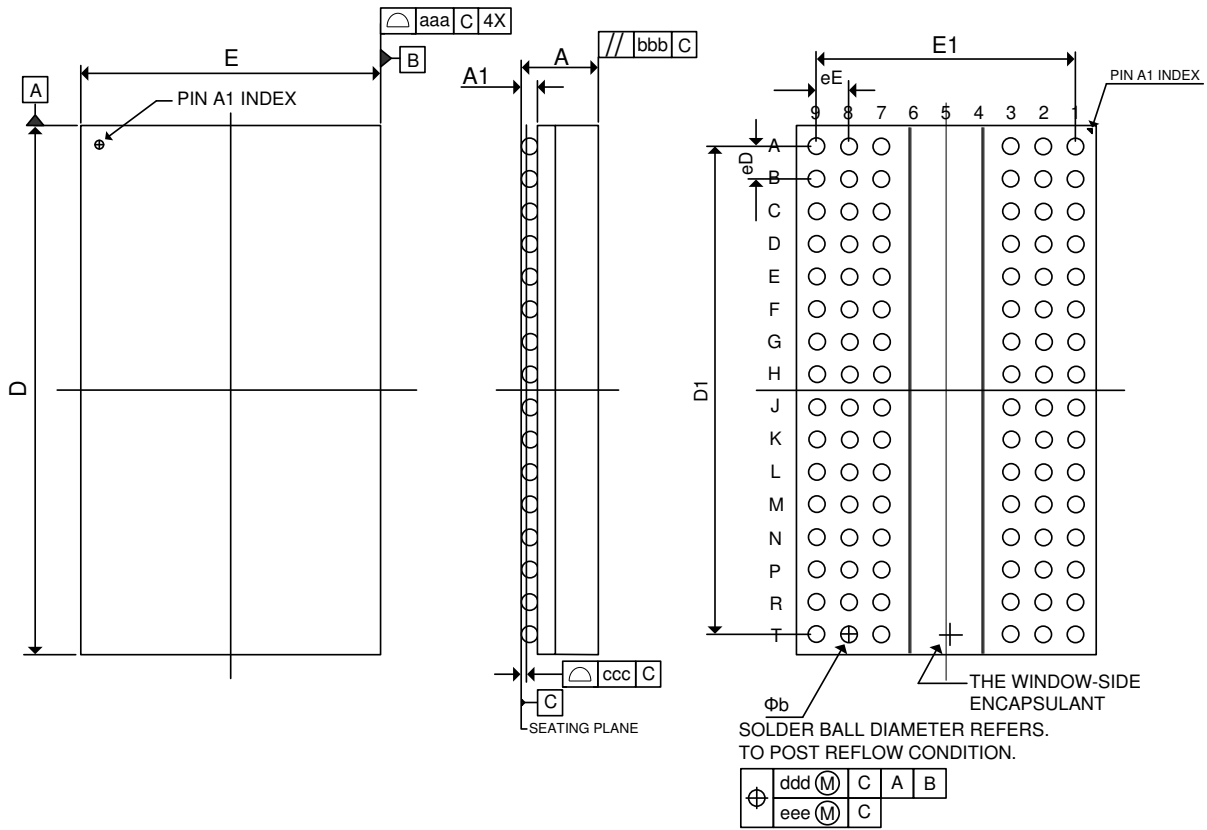 aaa C 4X
B
E
A
PIN A1 INDEX
D
A
A1
// bbb C
ccc C
C
SEATING PLANE
E1
eE
PIN A1 INDEX
9 8 7 6 5 4 3 2 1
eD
D1
A
B
C
D
E
F
G
H
J
K
L
M
N
P
R
T
THE WINDOW-SIDE
ENCAPSULANT
Φb
SOLDER BALL DIAMETER REFERS.
TO POST REFLOW CONDITION.
ddd Ⓜ C A B
eee Ⓜ C